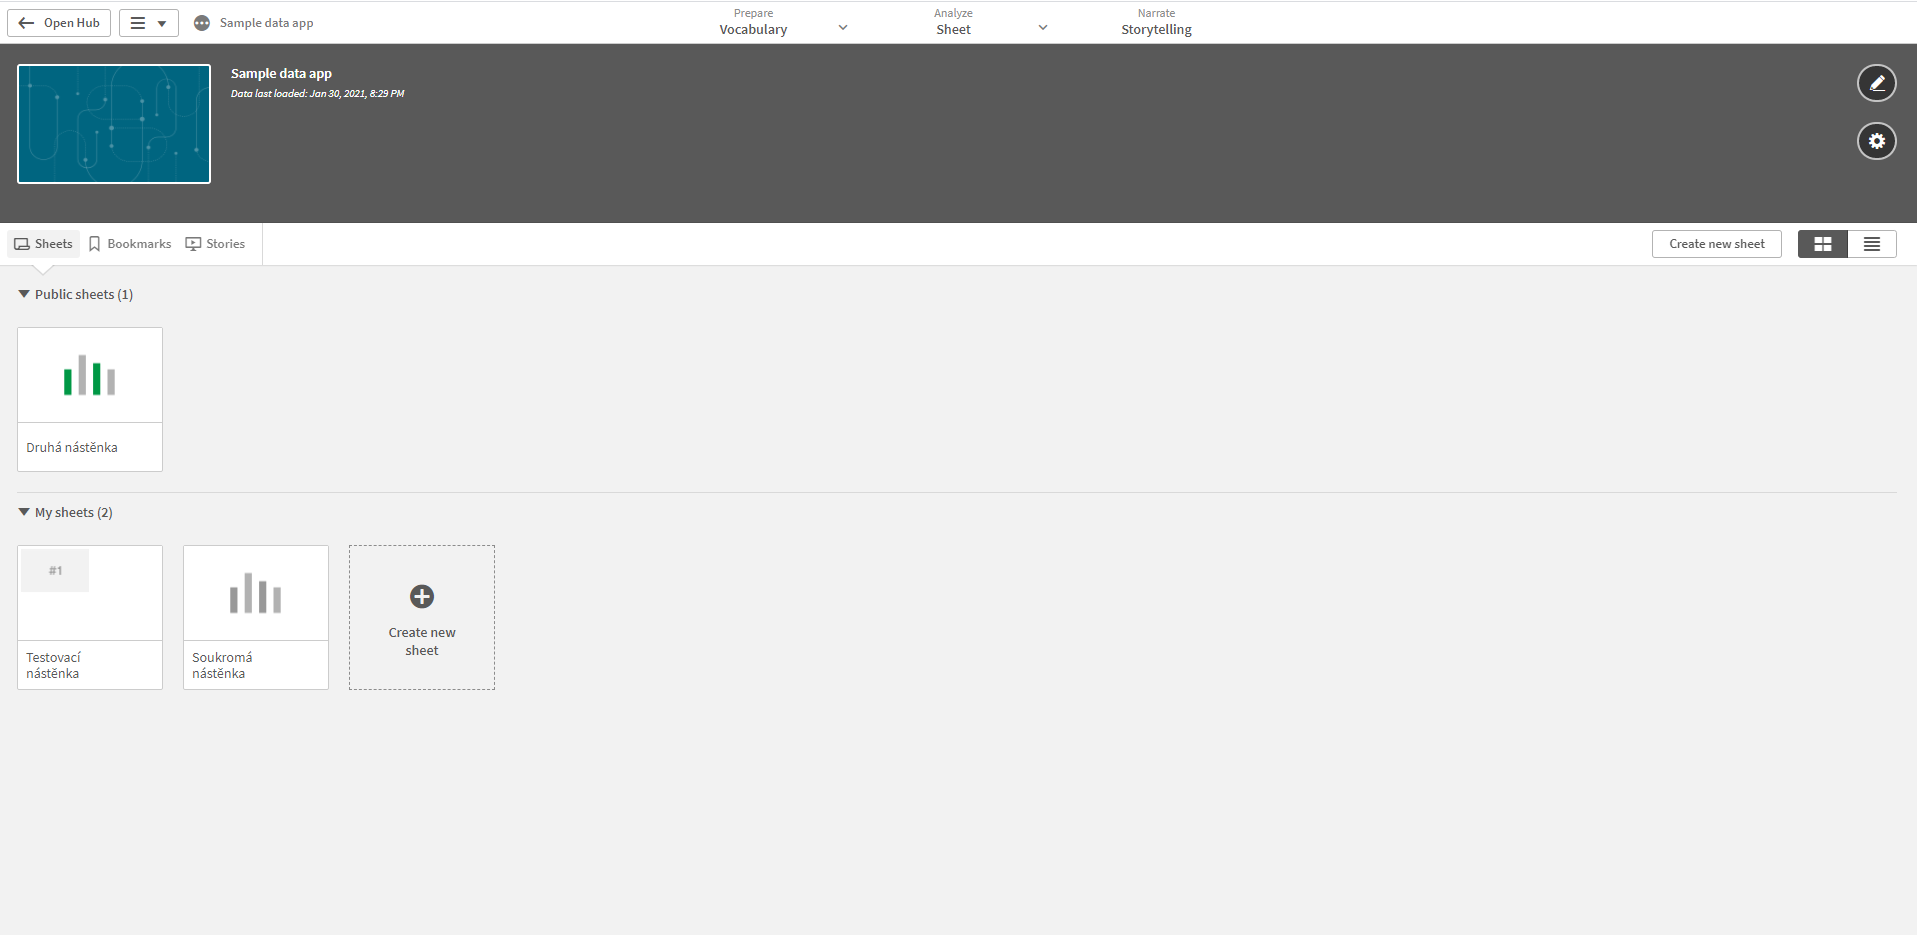 Open Hub
Sample data app
Prepare
Vocabulary
Analyze
Sheet
Narrate
Storytelling
Sample data app
Data last loaded: Jan 30, 2021, 8:29 PM
Sheets
Bookmarks
Stories
Create new sheet
Public sheets (1)
Druhá nástěnka
My sheets (2)
#1
Testovací
nástěnka
Soukromá
nástěnka
Create new
sheet